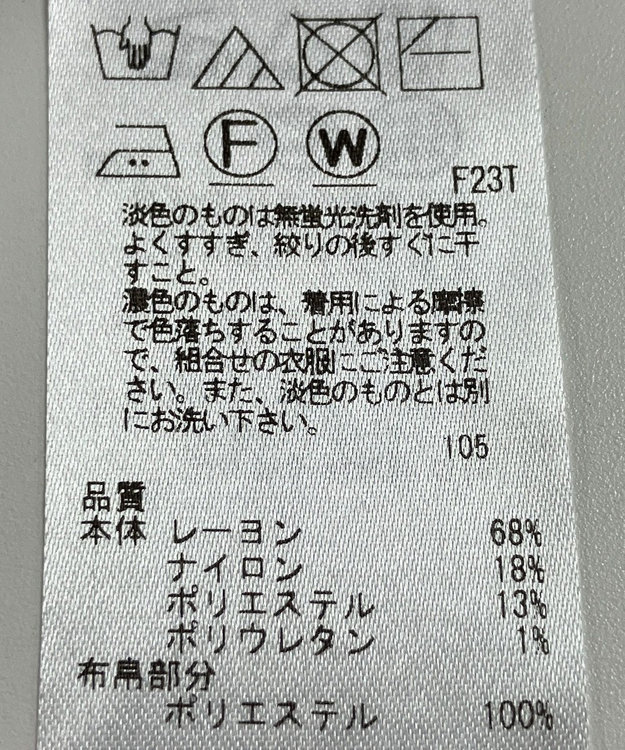 F W F23T
淡色のものは無蛍光洗剤を使用。
よくすすぎ、絞りの後すぐに干
すこと。
濃色のものは、着用による摩擦
で色落ちすることがありますの
で、組合せの衣服にご注意くだ
さい。また、淡色のものとは別
にお洗い下さい。
105
品質
本体 レーヨン 68%
ナイロン 18%
ポリエステル 13%
ポリウレタン 1%
布帛部分
ポリエステル 100%